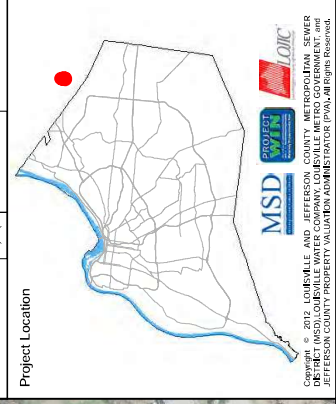 Project Location
MSD
PROJECT
WIN
LOJIC
Copyright © 2012 LOUISVILLE AND JEFFERSON COUNTY METROPOLITAN SEWER
DISTRICT (MSD),LOUISVILLE WATER COMPANY, LOUISVILLE METRO GOVERNMENT, and
JEFFERSON COUNTY PROPERTY VALUATION ADMINISTRATOR (PVA). All Rights Reserved.